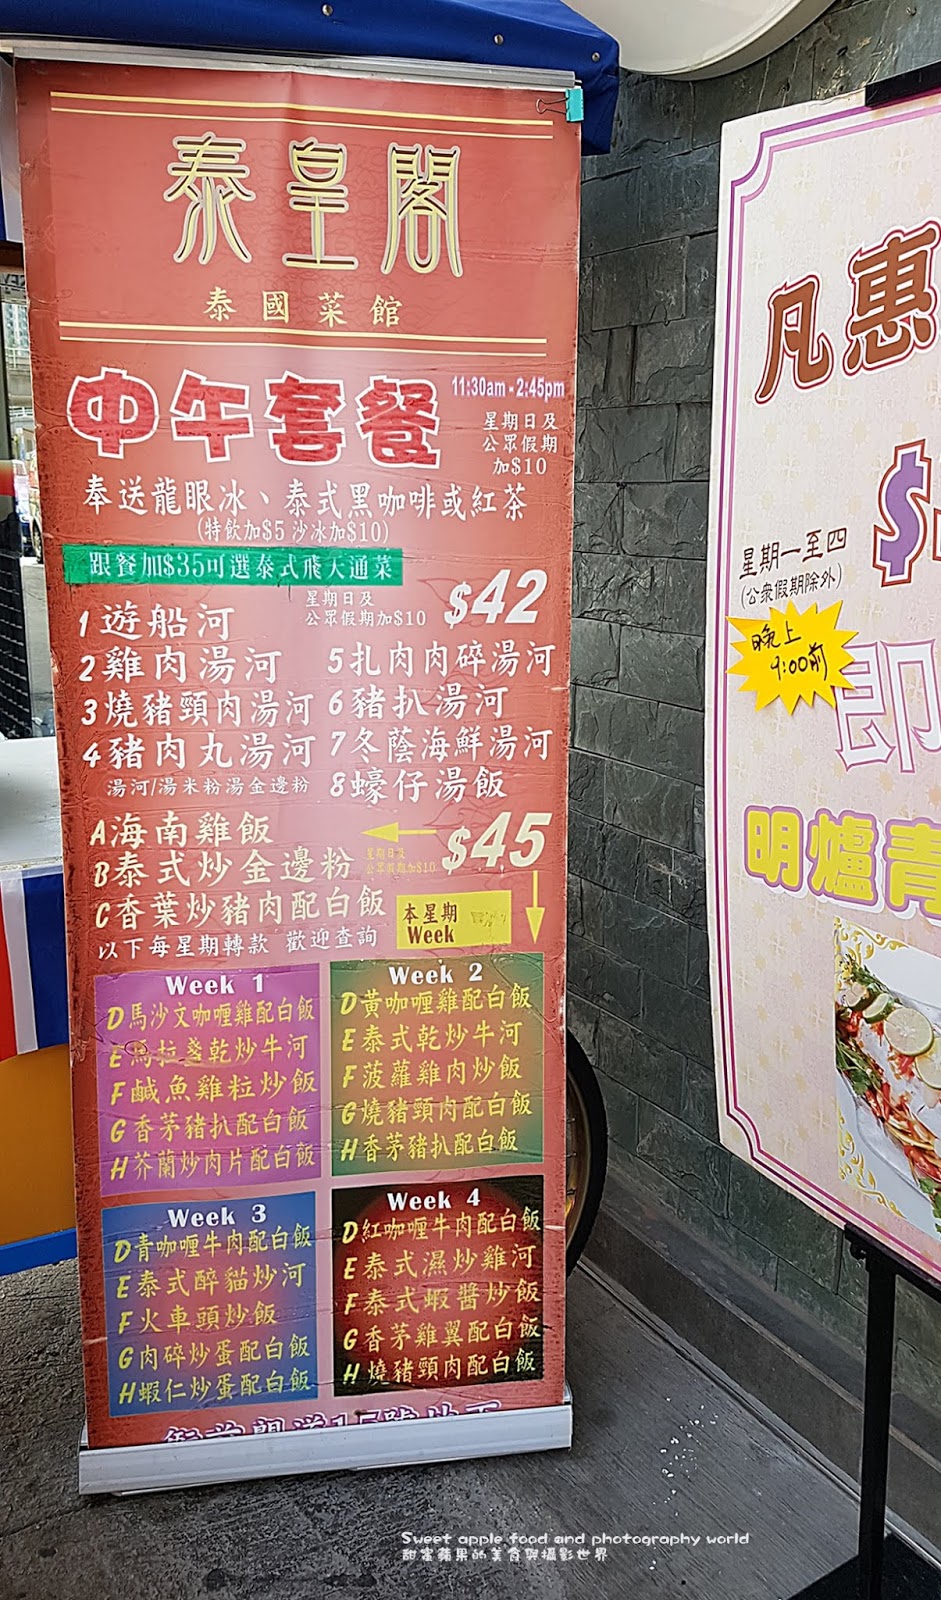 泰皇閣
泰國菜館
中午套餐
11:30am - 2:45pm
星期日及
公眾假期
加$10
奉送龍眼冰、泰式黑咖啡或紅茶
(特飲加$5 沙冰加$10)
跟餐加$35可選泰式飛天通菜
星期日及
公眾假期加$10
$42
1遊船河
2雞肉湯河
3燒豬頸肉湯河
4豬肉丸湯河
湯河/湯米粉湯金邊粉
5扎肉肉碎湯河
6豬扒湯河
7冬蔭海鮮湯河
8蠔仔湯飯
A海南雞飯
B泰式炒金邊粉
C香葉炒豬肉配白飯
星期日及
公眾假期加$10
$45
以下每星期轉款 歡迎查詢
本星期
Week
Week 1
D馬沙文咖喱雞配白飯
E馬拉盞乾炒牛河
F鹹魚雞粒炒飯
G香茅豬扒配白飯
H芥蘭炒肉片配白飯
Week 2
D黃咖喱雞配白飯
E泰式乾炒牛河
F菠蘿雞肉炒飯
G燒豬頸肉配白飯
H香茅豬扒配白飯
Week 3
D青咖喱牛肉配白飯
E泰式醉貓炒河
F火車頭炒飯
G肉碎炒蛋配白飯
H蝦仁炒蛋配白飯
Week 4
D紅咖喱牛肉配白飯
E泰式濕炒雞河
F泰式蝦醬炒飯
G香茅雞翼配白飯
H燒豬頸肉配白飯
凡惠
$
星期一至四
(公衆假期除外)
晚上
9:00前
即
明爐青
Sweet apple food and photography world
甜蜜蘋果的美食與攝影世界